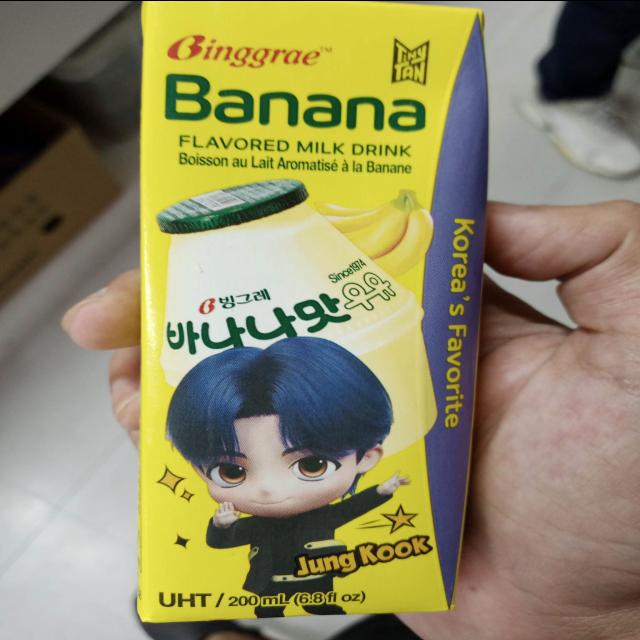 Binggrae™
TinyTAN
Banana
FLAVORED MILK DRINK
Boisson au Lait Aromatisé à la Banane
Since1974
빙그레
바나나맛우유
Korea's Favorite
Jung Kook
UHT / 200 mL (6.8 fl oz)